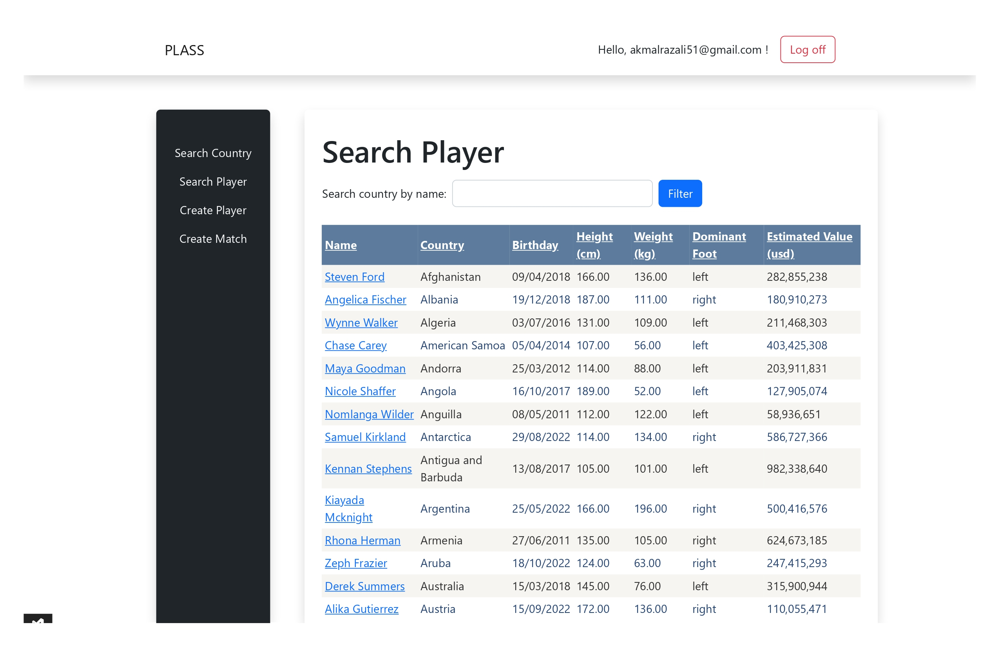 PLASS
Hello, akmalrazali51@gmail.com !
Log off
Search Country
Search Player
Create Player
Create Match
Search Player
Search country by name:
Filter
Name Country Birthday Height (cm) Weight (kg) Dominant Foot Estimated Value (usd)
Steven Ford Afghanistan 09/04/2018 166.00 136.00 left 282,855,238
Angelica Fischer Albania 19/12/2018 187.00 111.00 right 180,910,273
Wynne Walker Algeria 03/07/2016 131.00 109.00 left 211,468,303
Chase Carey American Samoa 05/04/2014 107.00 56.00 left 403,425,308
Maya Goodman Andorra 25/03/2012 114.00 88.00 left 203,911,831
Nicole Shaffer Angola 16/10/2017 189.00 52.00 left 127,905,074
Nomlanga Wilder Anguilla 08/05/2011 112.00 122.00 left 58,936,651
Samuel Kirkland Antarctica 29/08/2022 114.00 134.00 right 586,727,366
Kennan Stephens Antigua and Barbuda 13/08/2017 105.00 101.00 left 982,338,640
Kiayada Mcknight Argentina 25/05/2022 166.00 196.00 right 500,416,576
Rhona Herman Armenia 27/06/2011 135.00 105.00 right 624,673,185
Zeph Frazier Aruba 18/10/2022 124.00 63.00 right 247,415,293
Derek Summers Australia 15/03/2018 145.00 76.00 left 315,900,944
Alika Gutierrez Austria 15/09/2022 172.00 136.00 right 110,055,471